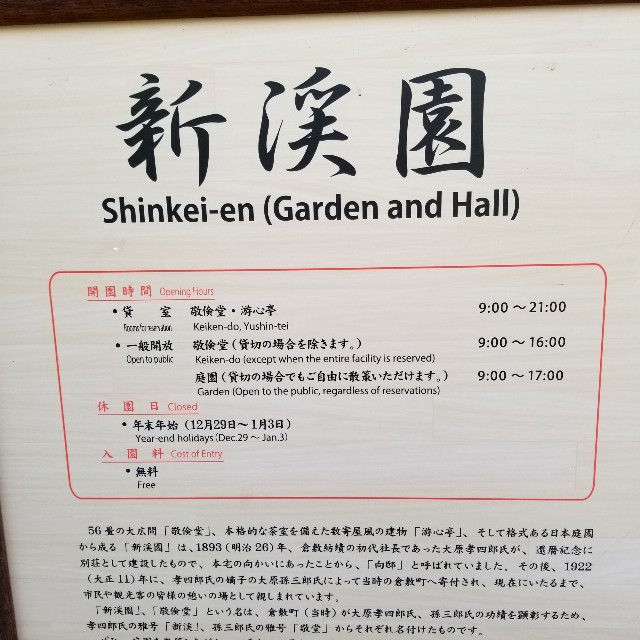 新溪園
Shinkei-en (Garden and Hall)
開園時間 Opening Hours
・貸　室 敬倹堂・游心亭 9:00 〜 21:00
Rooms for reservation Keiken-do, Yushin-tei
・一般開放 敬倹堂（貸切の場合を除きます。） 9:00 〜 16:00
Open to public Keiken-do (except when the entire facility is reserved)
庭園（貸切の場合でもご自由に散策いただけます。） 9:00 〜 17:00
Garden (Open to the public, regardless of reservations)
休園日 Closed
・年末年始（12月29日〜1月3日）
Year-end holidays (Dec.29 〜 Jan.3)
入園料 Cost of Entry
・無料
Free
56畳の大広間「敬倹堂」、本格的な茶室を備えた数寄屋風の建物「游心亭」、そして格式ある日本庭園
から成る「新溪園」は、1893（明治26）年、倉敷紡績の初代社長であった大原孝四郎氏が、還暦記念に
別荘として建設したもので、本宅の向かいにあったことから、「向邸」と呼ばれていました。その後、1922
（大正11）年に、孝四郎氏の嫡子の大原孫三郎氏によって当時の倉敷町へ寄付され、現在にいたるまで、
市民や観光客の皆様の憩いの場として親しまれています。
「新溪園」、「敬倹堂」という名は、倉敷町（当時）が大原孝四郎氏、孫三郎氏の功績を顕彰するため、
孝四郎氏の雅号「新溪」、孫三郎氏の雅号「敬堂」からそれぞれ名付けたものです。